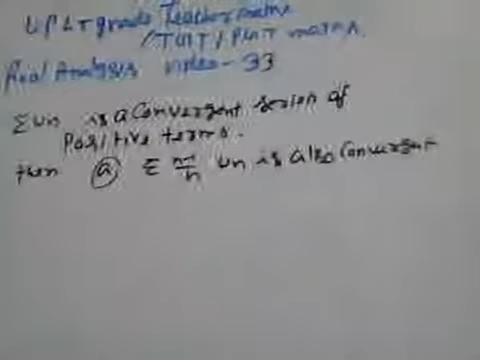 UP LT grade Teacher maths
/TGT/PGT maths.
Real Analysis video-33
Σun is a Convergent series of
Positive terms.
then (a) Σ un is also Convergent